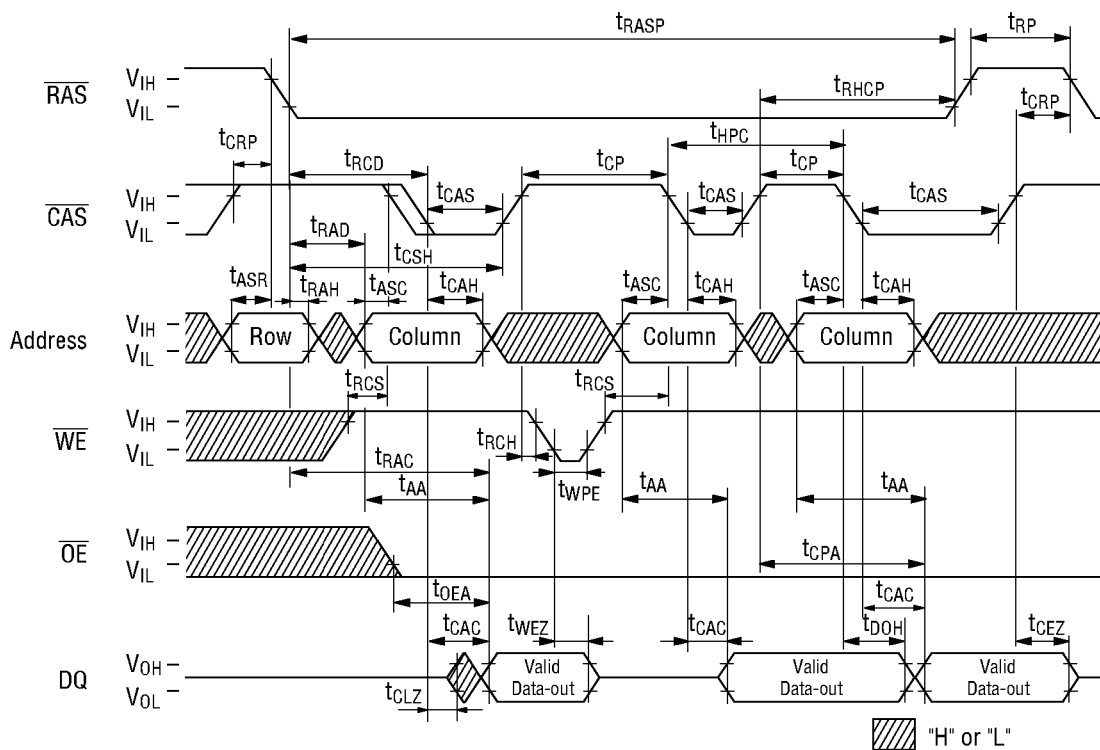 tRASP
tRP
RAS
VIH
VIL
tRHCP
tCRP
tCRP
tRCD
tCP
tHPC
tCP
CAS
VIH
VIL
tCAS
tCAS
tCAS
tRAD
tCSH
tASR
tRAH
tASC
tCAH
tASC
tCAH
tASC
tCAH
Address
VIH
VIL
Row
Column
Column
Column
tRCS
tRCS
WE
VIH
VIL
tRCH
tRAC
tWPE
tAA
tAA
tAA
OE
VIH
VIL
tCPA
tOEA
tCAC
tCAC
tWEZ
tCAC
tDOH
tCEZ
DQ
VOH
VOL
Valid
Data-out
Valid
Data-out
Valid
Data-out
tCLZ
"H" or "L"